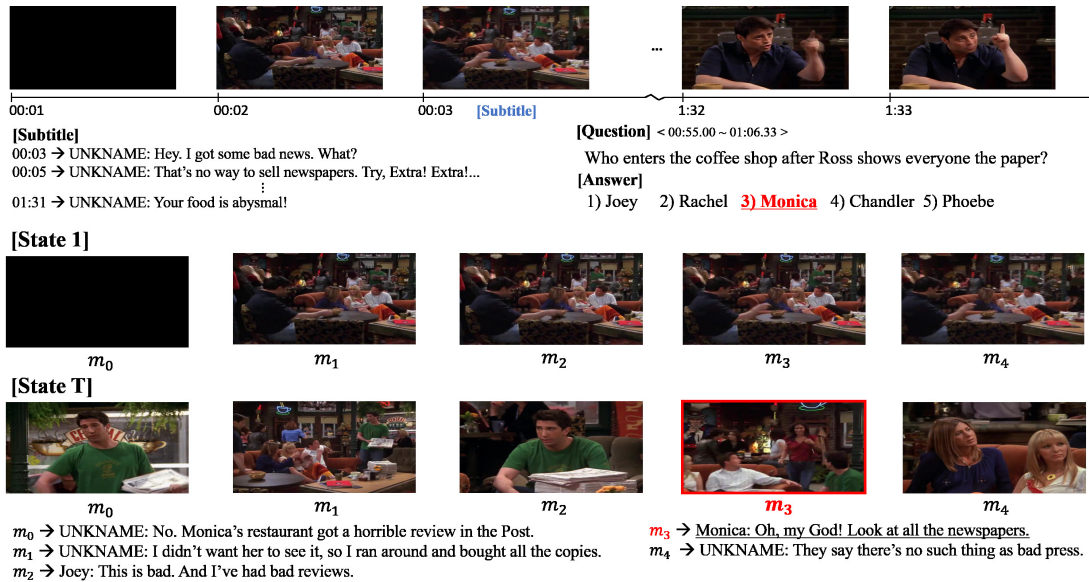 00:01
00:02
00:03
[Subtitle]
...
1:32
1:33
[Subtitle]
00:03 → UNKNAME: Hey. I got some bad news. What?
00:05 → UNKNAME: That's no way to sell newspapers. Try, Extra! Extra!...
⋮
01:31 → UNKNAME: Your food is abysmal!
[Question] < 00:55.00 ~ 01:06.33 >
Who enters the coffee shop after Ross shows everyone the paper?
[Answer]
1) Joey 2) Rachel 3) Monica 4) Chandler 5) Phoebe
[State 1]
m₀
m₁
m₂
m₃
m₄
[State T]
m₀
m₁
m₂
m₃
m₄
m₀ → UNKNAME: No. Monica's restaurant got a horrible review in the Post.
m₁ → UNKNAME: I didn't want her to see it, so I ran around and bought all the copies.
m₂ → Joey: This is bad. And I've had bad reviews.
m₃ → Monica: Oh, my God! Look at all the newspapers.
m₄ → UNKNAME: They say there's no such thing as bad press.